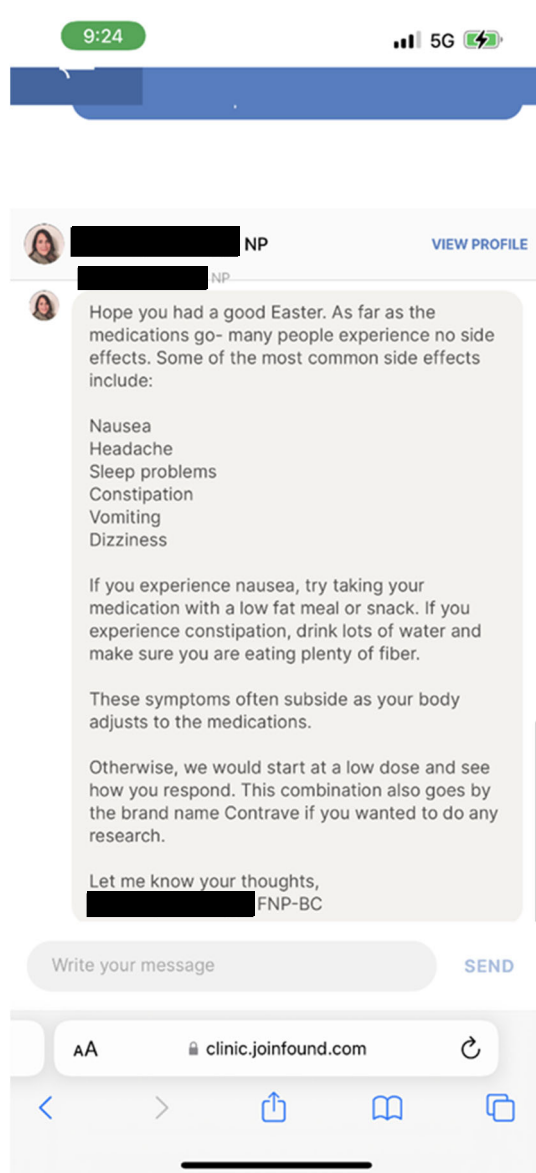 9:24
5G
NP
VIEW PROFILE
NP
Hope you had a good Easter. As far as the
medications go- many people experience no side
effects. Some of the most common side effects
include:
Nausea
Headache
Sleep problems
Constipation
Vomiting
Dizziness
If you experience nausea, try taking your
medication with a low fat meal or snack. If you
experience constipation, drink lots of water and
make sure you are eating plenty of fiber.
These symptoms often subside as your body
adjusts to the medications.
Otherwise, we would start at a low dose and see
how you respond. This combination also goes by
the brand name Contrave if you wanted to do any
research.
Let me know your thoughts,
FNP-BC
Write your message
SEND
AA
clinic.joinfound.com